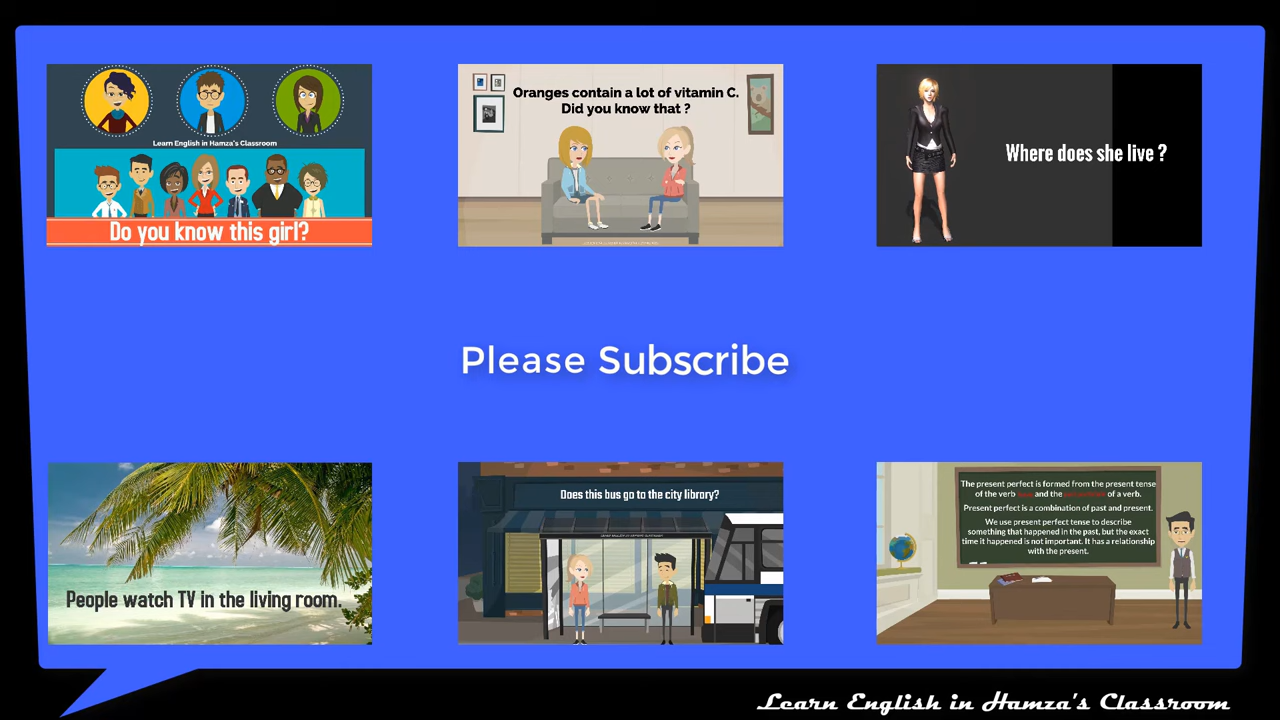 Learn English in Hamza's Classroom
Do you know this girl?
Oranges contain a lot of vitamin C.
Did you know that ?
Where does she live ?
Please Subscribe
People watch TV in the living room.
Does this bus go to the city library?
The present perfect is formed from the present tense
of the verb and the of a verb.
Present perfect is a combination of past and present.
We use present perfect tense to describe
something that happened in the past, but the exact
time it happened is not important. It has a relationship
with the present.
Learn English in Hamza's Classroom